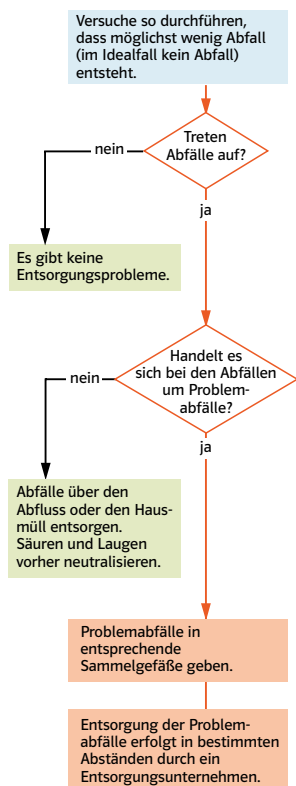 Versuche so durchführen,
dass möglichst wenig Abfall
(im Idealfall kein Abfall)
entsteht.
Treten
Abfälle auf?
nein
ja
Es gibt keine
Entsorgungsprobleme.
Handelt es
sich bei den Abfällen
um Problem-
abfälle?
nein
ja
Abfälle über den
Abfluss oder den Haus-
müll entsorgen.
Säuren und Laugen
vorher neutralisieren.
Problemabfälle in
entsprechende
Sammelgefäße geben.
Entsorgung der Problem-
abfälle erfolgt in bestimmten
Abständen durch ein
Entsorgungsunternehmen.